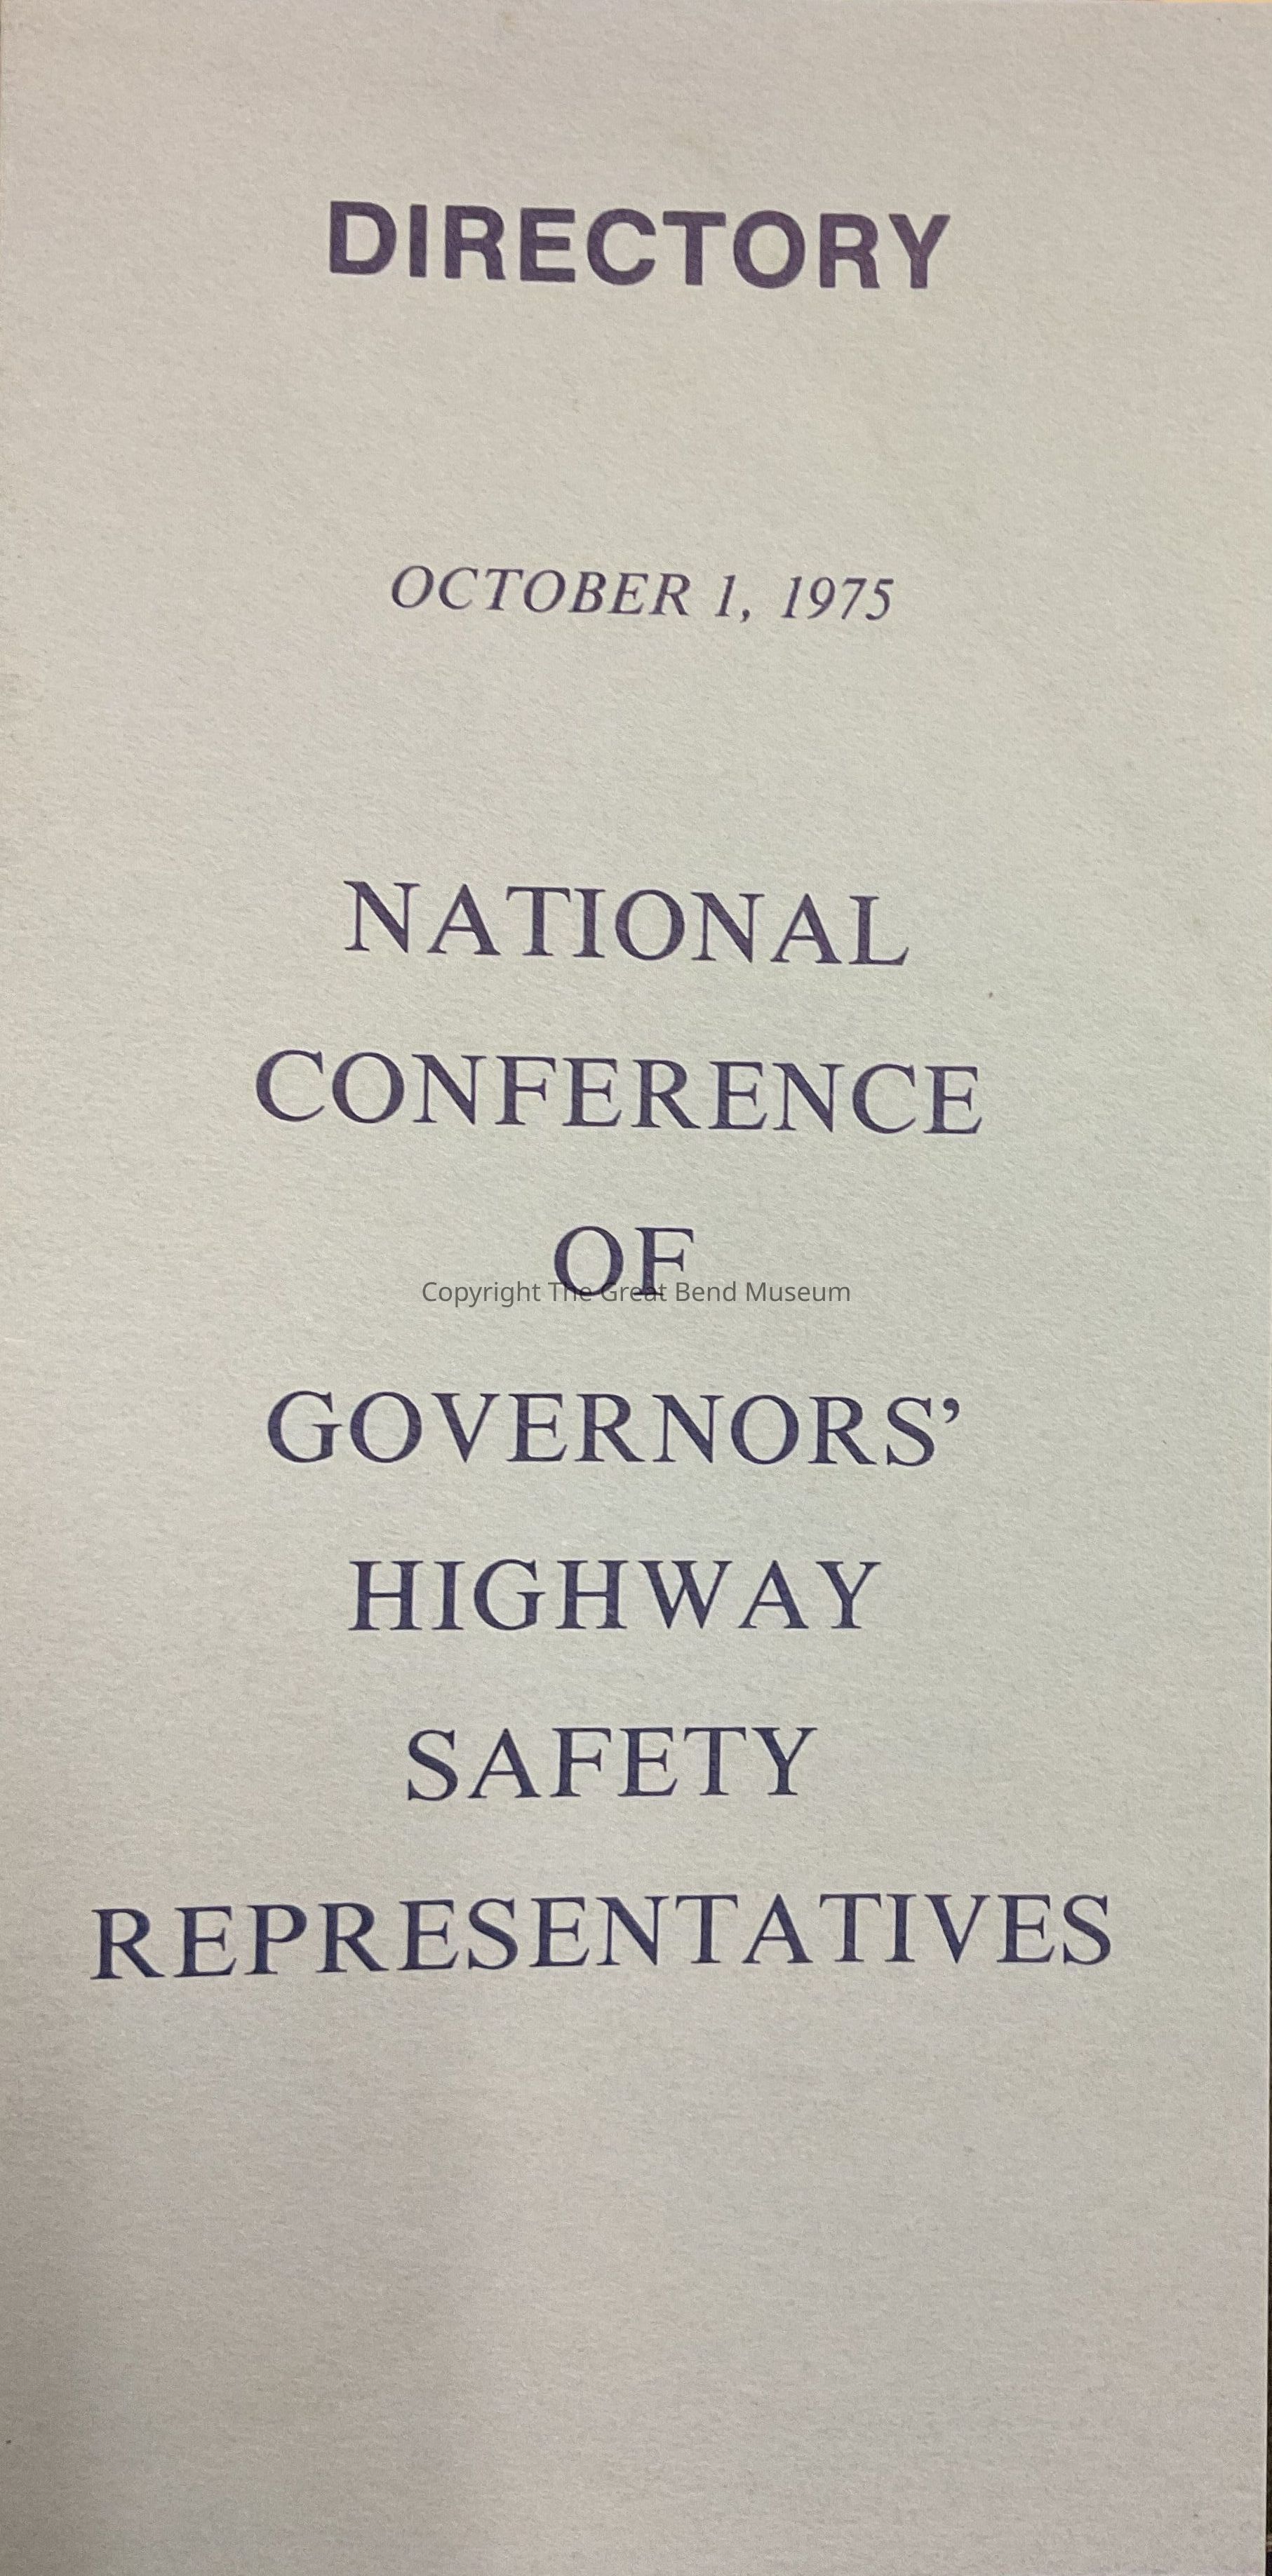 DIRECTORY
OCTOBER 1, 1975
NATIONAL
CONFERENCE
OF
Copyright The Great Bend Museum
GOVERNORS’
HIGHWAY
SAFETY
REPRESENTATIVES